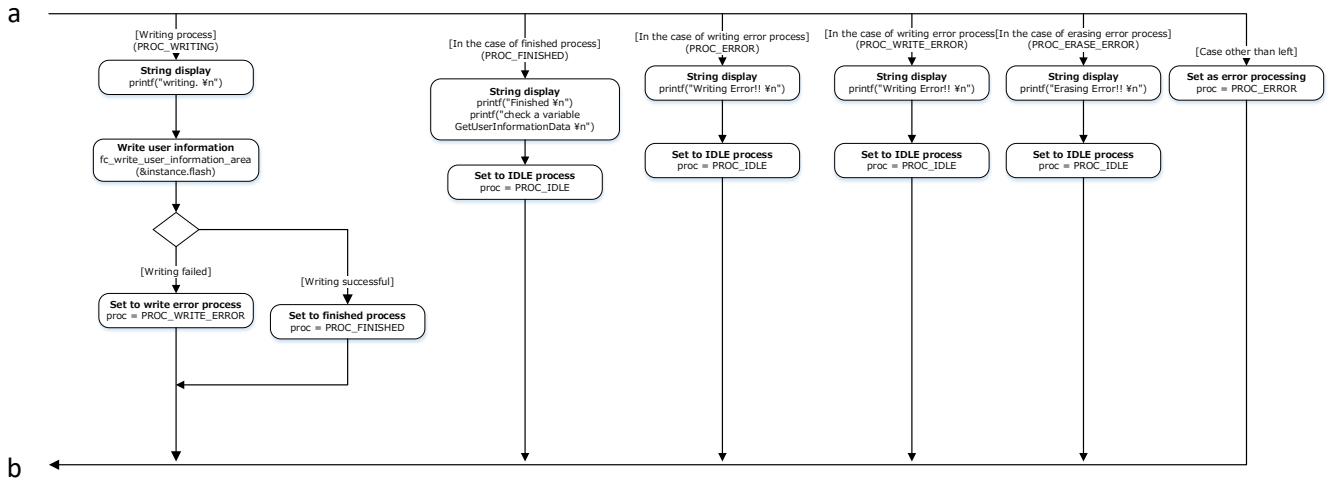 a
[Writing process]
(PROC_WRITING)
String display
printf("writing. ¥n")
Write user information
fc_write_user_information_area
(&instance.flash)
[Writing failed]
Set to write error process
proc = PROC_WRITE_ERROR
[Writing successful]
Set to finished process
proc = PROC_FINISHED
[In the case of finished process]
(PROC_FINISHED)
String display
printf("Finished ¥n")
printf("check a variable
GetUserInformationData ¥n")
Set to IDLE process
proc = PROC_IDLE
[In the case of writing error process]
(PROC_ERROR)
String display
printf("Writing Error!! ¥n")
Set to IDLE process
proc = PROC_IDLE
[In the case of writing error process]
(PROC_WRITE_ERROR)
String display
printf("Writing Error!! ¥n")
Set to IDLE process
proc = PROC_IDLE
[In the case of erasing error process]
(PROC_ERASE_ERROR)
String display
printf("Erasing Error!! ¥n")
Set to IDLE process
proc = PROC_IDLE
[Case other than left]
Set as error processing
proc = PROC_ERROR
b